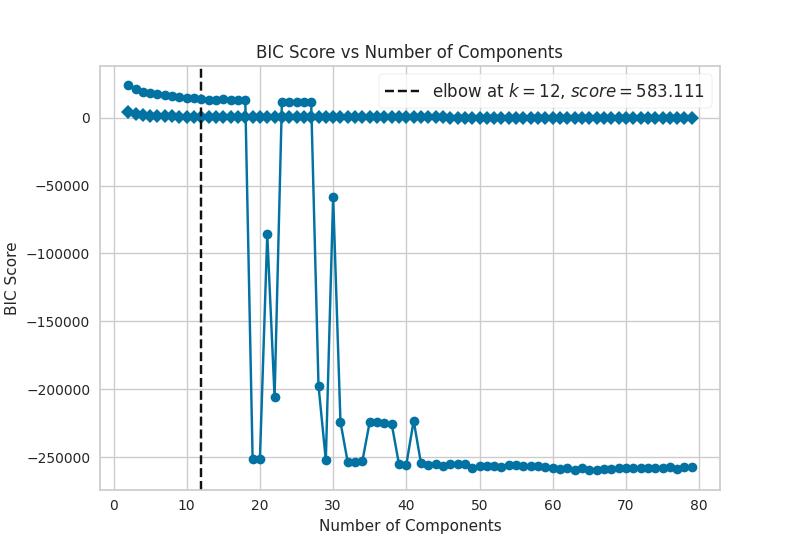 BIC Score vs Number of Components
elbow at k = 12, score = 583.111
0
−50000
−100000
−150000
−200000
−250000
BIC Score
0 10 20 30 40 50 60 70 80
Number of Components